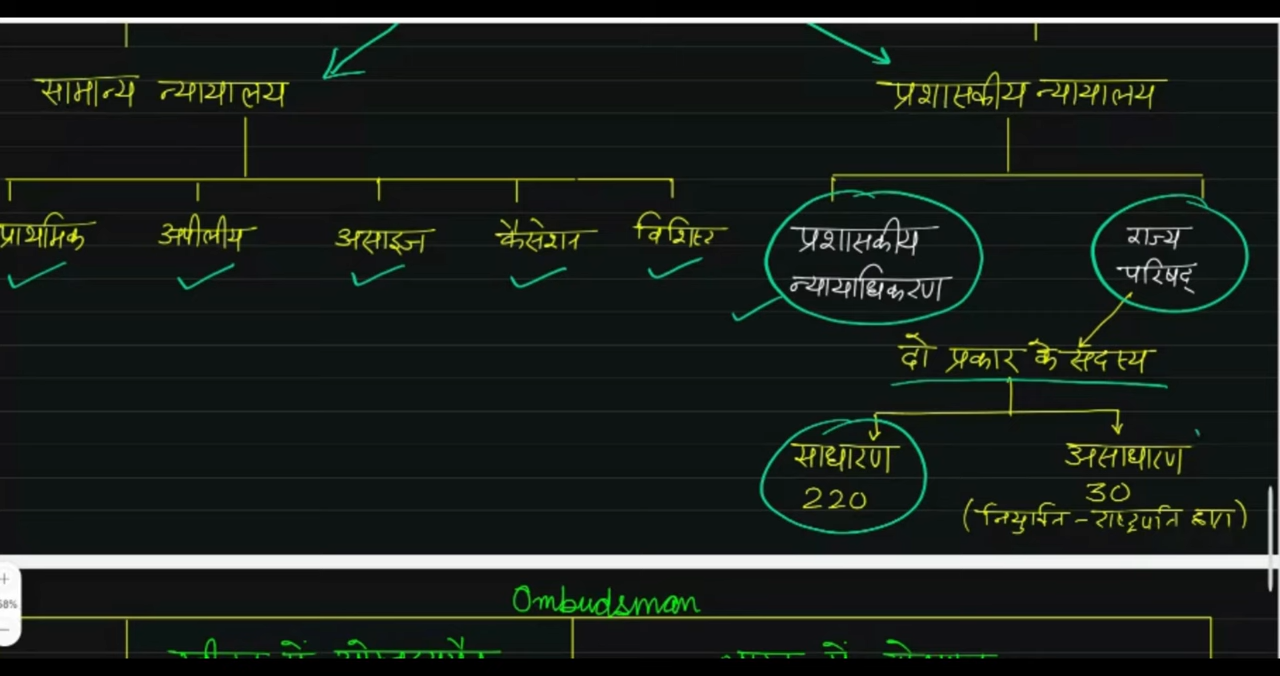 सामान्य न्यायालय
प्रशासकीय न्यायालय
प्राथमिक
अपीलीय
असाइज
कैसेशन
विशिष्ट
प्रशासकीय
न्यायाधिकरण
राज्य
परिषद्
दो प्रकार के सदस्य
साधारण
220
असाधारण
30
(नियुक्ति - राष्ट्रपति द्वारा)
Ombudsman